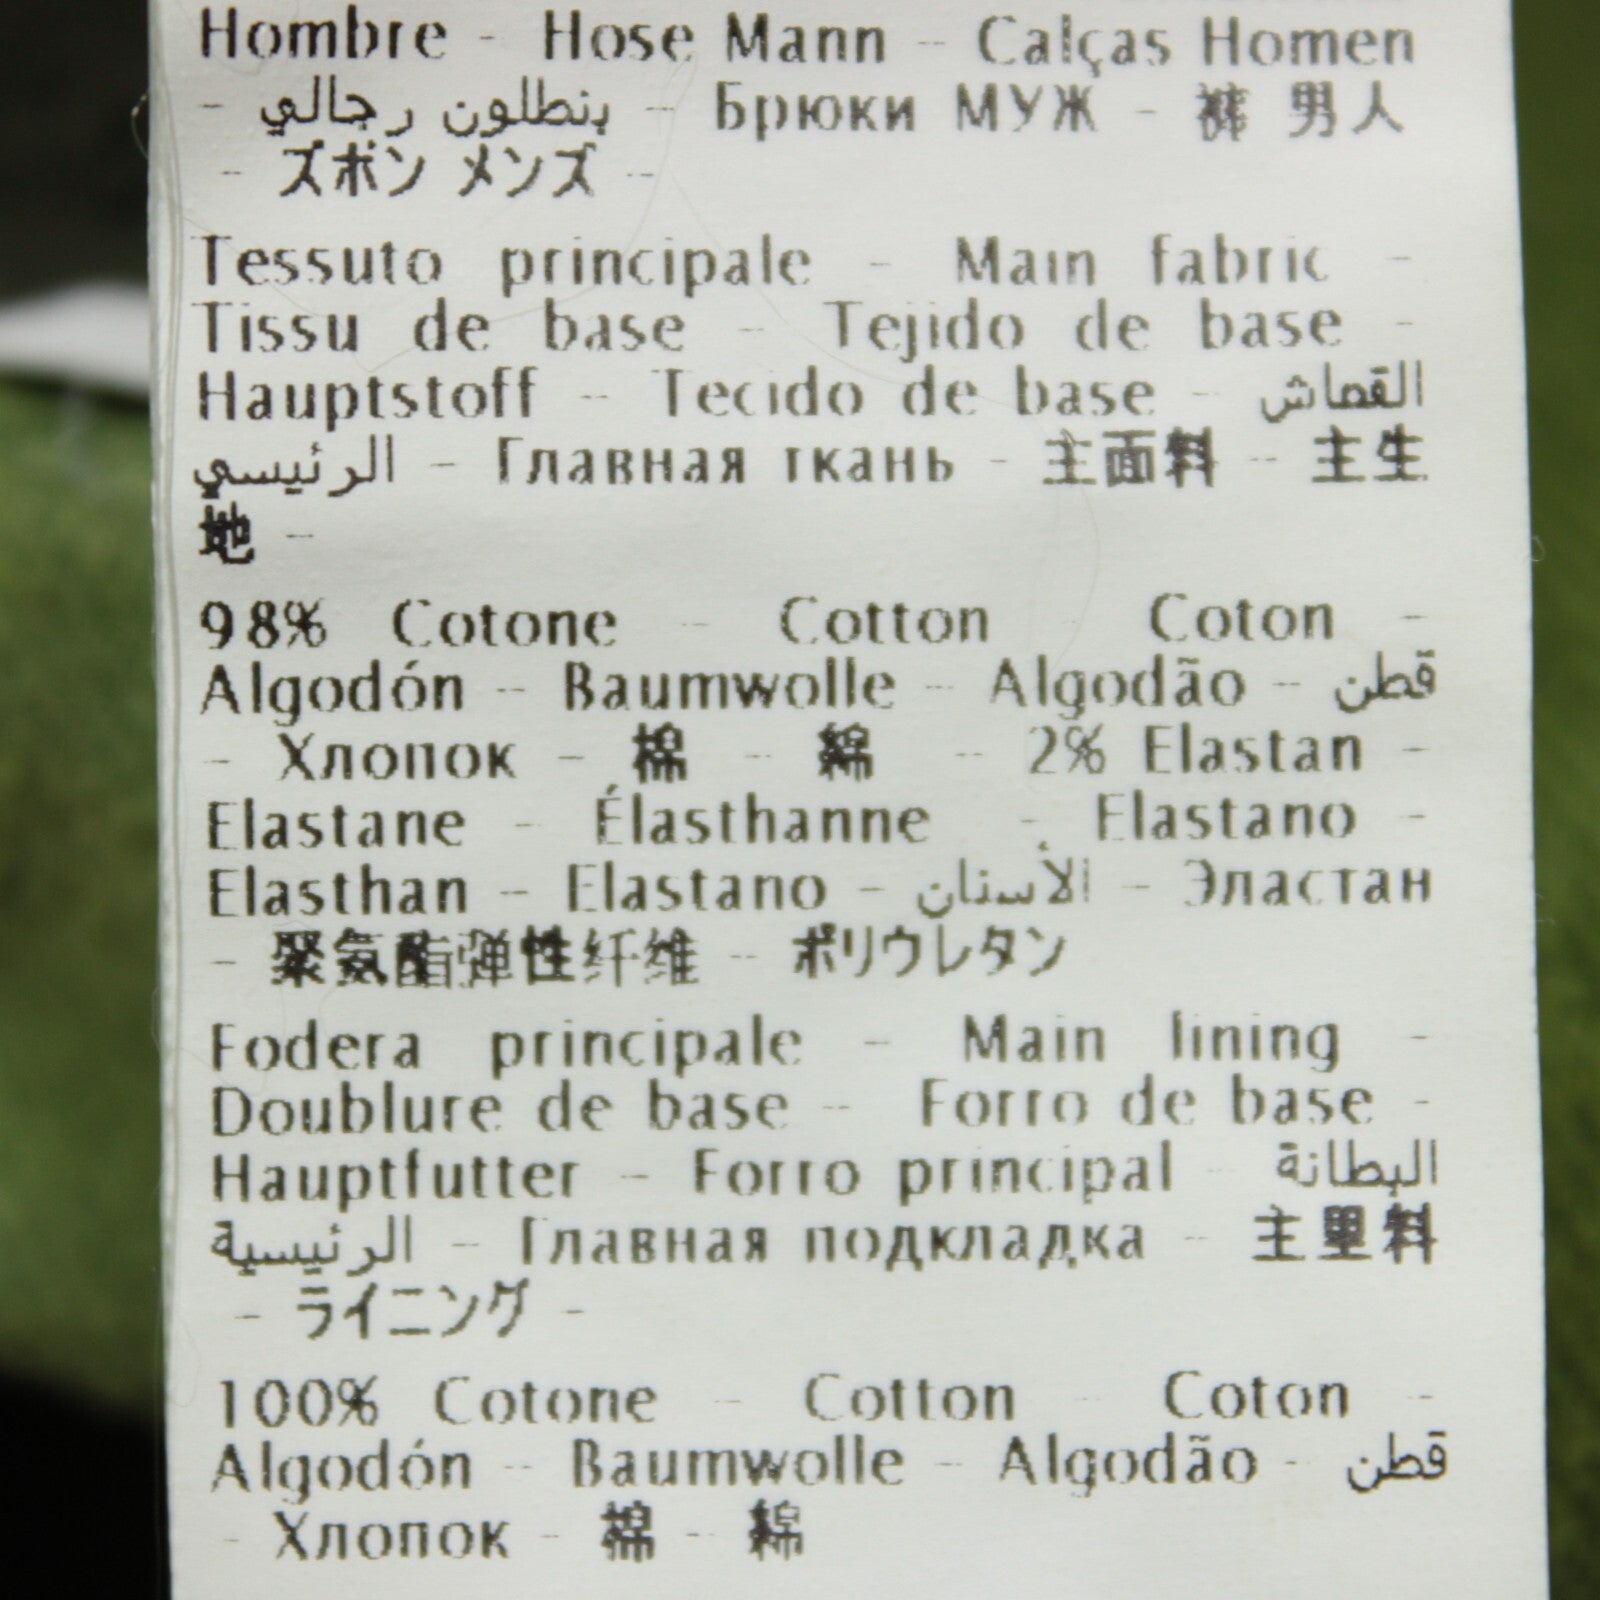 Hombre - Hose Mann - Calças Homen
- بنطلون رجالي - Брюки МУЖ - 裤 男人
- ズボン メンズ -
Tessuto principale - Main fabric -
Tissu de base - Tejido de base -
Hauptstoff - Tecido de base - القماش
الرئيسي - Главная ткань - 主面料 - 主生
地 -
98% Cotone - Cotton - Coton -
Algodón - Baumwolle - Algodão - قطن
- Хлопок - 棉 - 綿 - 2% Elastan -
Elastane - Élasthanne - Elastano -
Elasthan - Elastano - الأستان - Эластан
- 聚氨酯弹性纤维 - ポリウレタン
Fodera principale - Main lining -
Doublure de base - Forro de base -
Hauptfutter - Forro principal - البطانة
الرئيسية - Главная подкладка - 主里料
- ライニング -
100% Cotone - Cotton - Coton -
Algodón - Baumwolle - Algodão - قطن
- Хлопок - 棉 - 綿